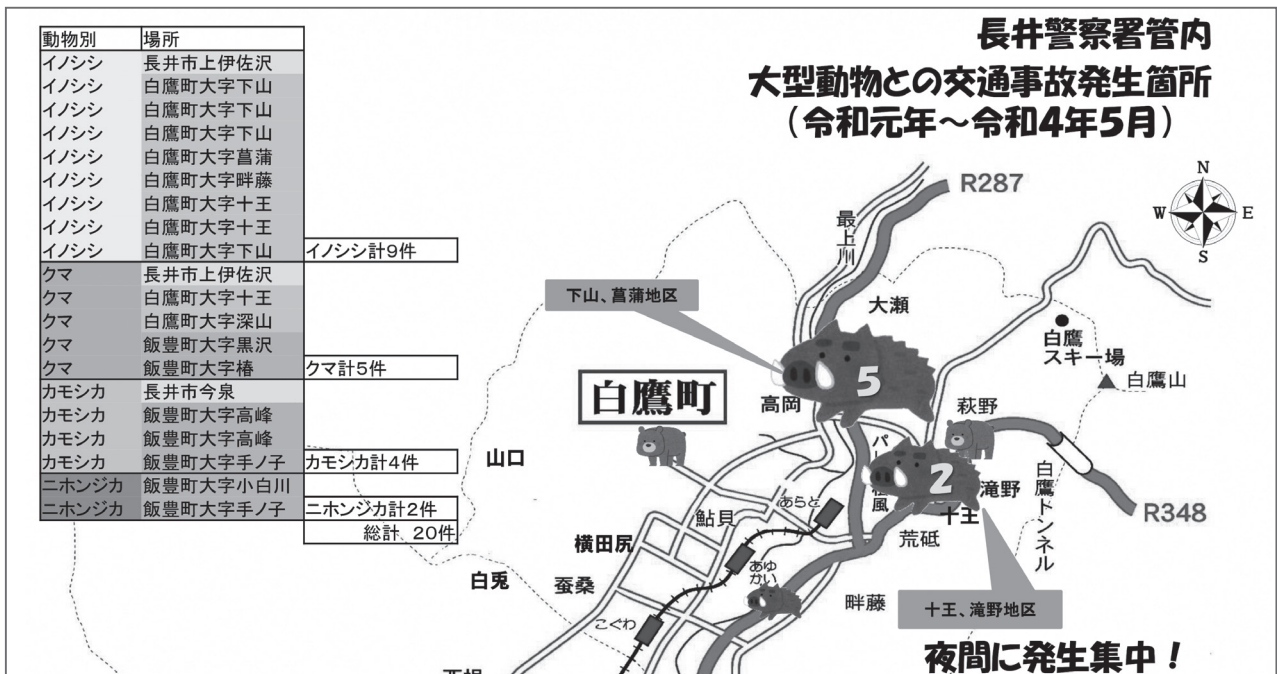 動物別 場所
イノシシ 長井市上伊佐沢
イノシシ 白鷹町大字下山
イノシシ 白鷹町大字下山
イノシシ 白鷹町大字下山
イノシシ 白鷹町大字菖蒲
イノシシ 白鷹町大字畔藤
イノシシ 白鷹町大字十王
イノシシ 白鷹町大字十王
イノシシ 白鷹町大字下山 イノシシ計9件
クマ 長井市上伊佐沢
クマ 白鷹町大字十王
クマ 白鷹町大字深山
クマ 飯豊町大字黒沢
クマ 飯豊町大字椿 クマ計5件
カモシカ 長井市今泉
カモシカ 飯豊町大字高峰
カモシカ 飯豊町大字高峰
カモシカ 飯豊町大字手ノ子 カモシカ計4件
ニホンジカ 飯豊町大字小白川
ニホンジカ 飯豊町大字手ノ子 ニホンジカ計2件
総計 20件
長井警察署管内
大型動物との交通事故発生箇所
（令和元年～令和4年5月）
R287
N
W E
S
最上川
下山、菖蒲地区
大瀬
白鷹
スキー場
白鷹山
5
白鷹町
高岡
萩野
山口
2
滝野
白鷹トンネル
R348
あらと
鮎貝
十王
荒砥
横田尻
白兎
蚕桑
あゆかい
畔藤
十王、滝野地区
こぐわ
夜間に発生集中！